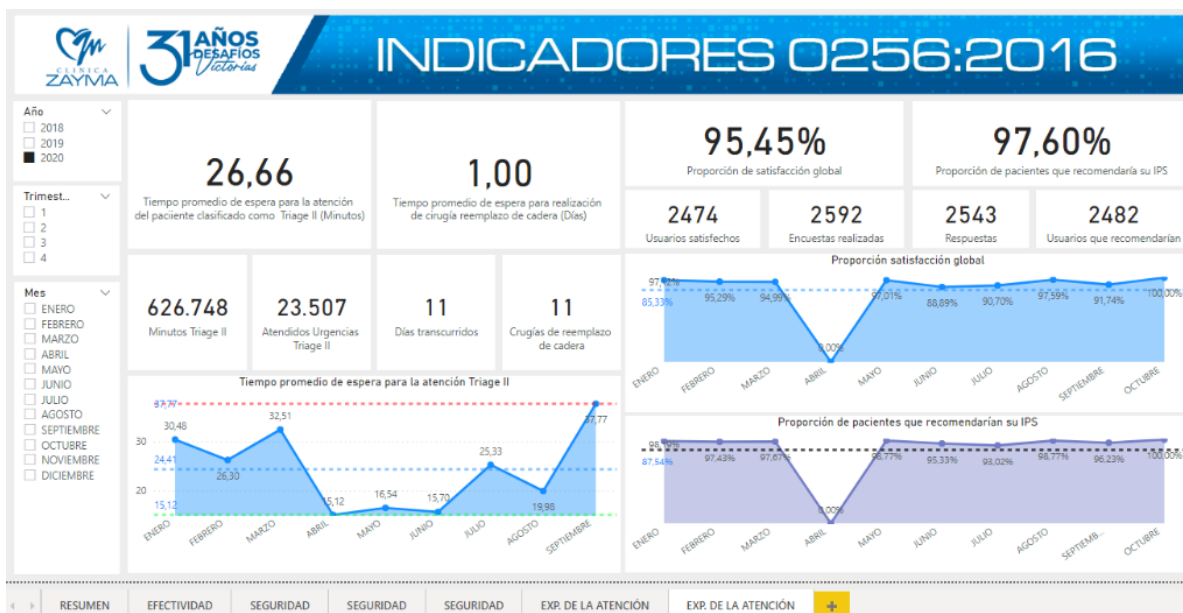 CLINICA
ZAYMA
31 AÑOS
DESAFÍOS
Victorias
INDICADORES 0256:2016
Año
2018
2019
2020
Trimest...
1
2
3
4
Mes
ENERO
FEBRERO
MARZO
ABRIL
MAYO
JUNIO
JULIO
AGOSTO
SEPTIEMBRE
OCTUBRE
NOVIEMBRE
DICIEMBRE
26,66
Tiempo promedio de espera para la atención
del paciente clasificado como Triage II (Minutos)
1,00
Tiempo promedio de espera para realización
de cirugía reemplazo de cadera (Días)
95,45%
Proporción de satisfacción global
97,60%
Proporción de pacientes que recomendaría su IPS
2474
Usuarios satisfechos
2592
Encuestas realizadas
2543
Respuestas
2482
Usuarios que recomendarían
626.748
Minutos Triage II
23.507
Atendidos Urgencias
Triage II
11
Días transcurridos
11
Crugías de reemplazo
de cadera
Proporción satisfacción global
85,33%
95,29%
94,99%
0,00%
97,01%
88,89%
90,70%
97,59%
91,74%
100,00%
ENERO
FEBRERO
MARZO
ABRIL
MAYO
JUNIO
JULIO
AGOSTO
SEPTIEMBRE
OCTUBRE
Tiempo promedio de espera para la atención Triage II
37,77
30,48
32,51
37,77
30
24,41
26,30
25,33
20
15,12
15,12
16,54
15,70
19,98
ENERO
FEBRERO
MARZO
ABRIL
MAYO
JUNIO
JULIO
AGOSTO
SEPTIEMBRE
Proporción de pacientes que recomendarían su IPS
87,54%
97,43%
97,67%
0,00%
98,77%
95,33%
93,02%
98,77%
96,23%
100,00%
ENERO
FEBRERO
MARZO
ABRIL
MAYO
JUNIO
JULIO
AGOSTO
SEPTIEMB...
OCTUBRE
RESUMEN
EFECTIVIDAD
SEGURIDAD
SEGURIDAD
SEGURIDAD
EXP. DE LA ATENCIÓN
EXP. DE LA ATENCIÓN
+